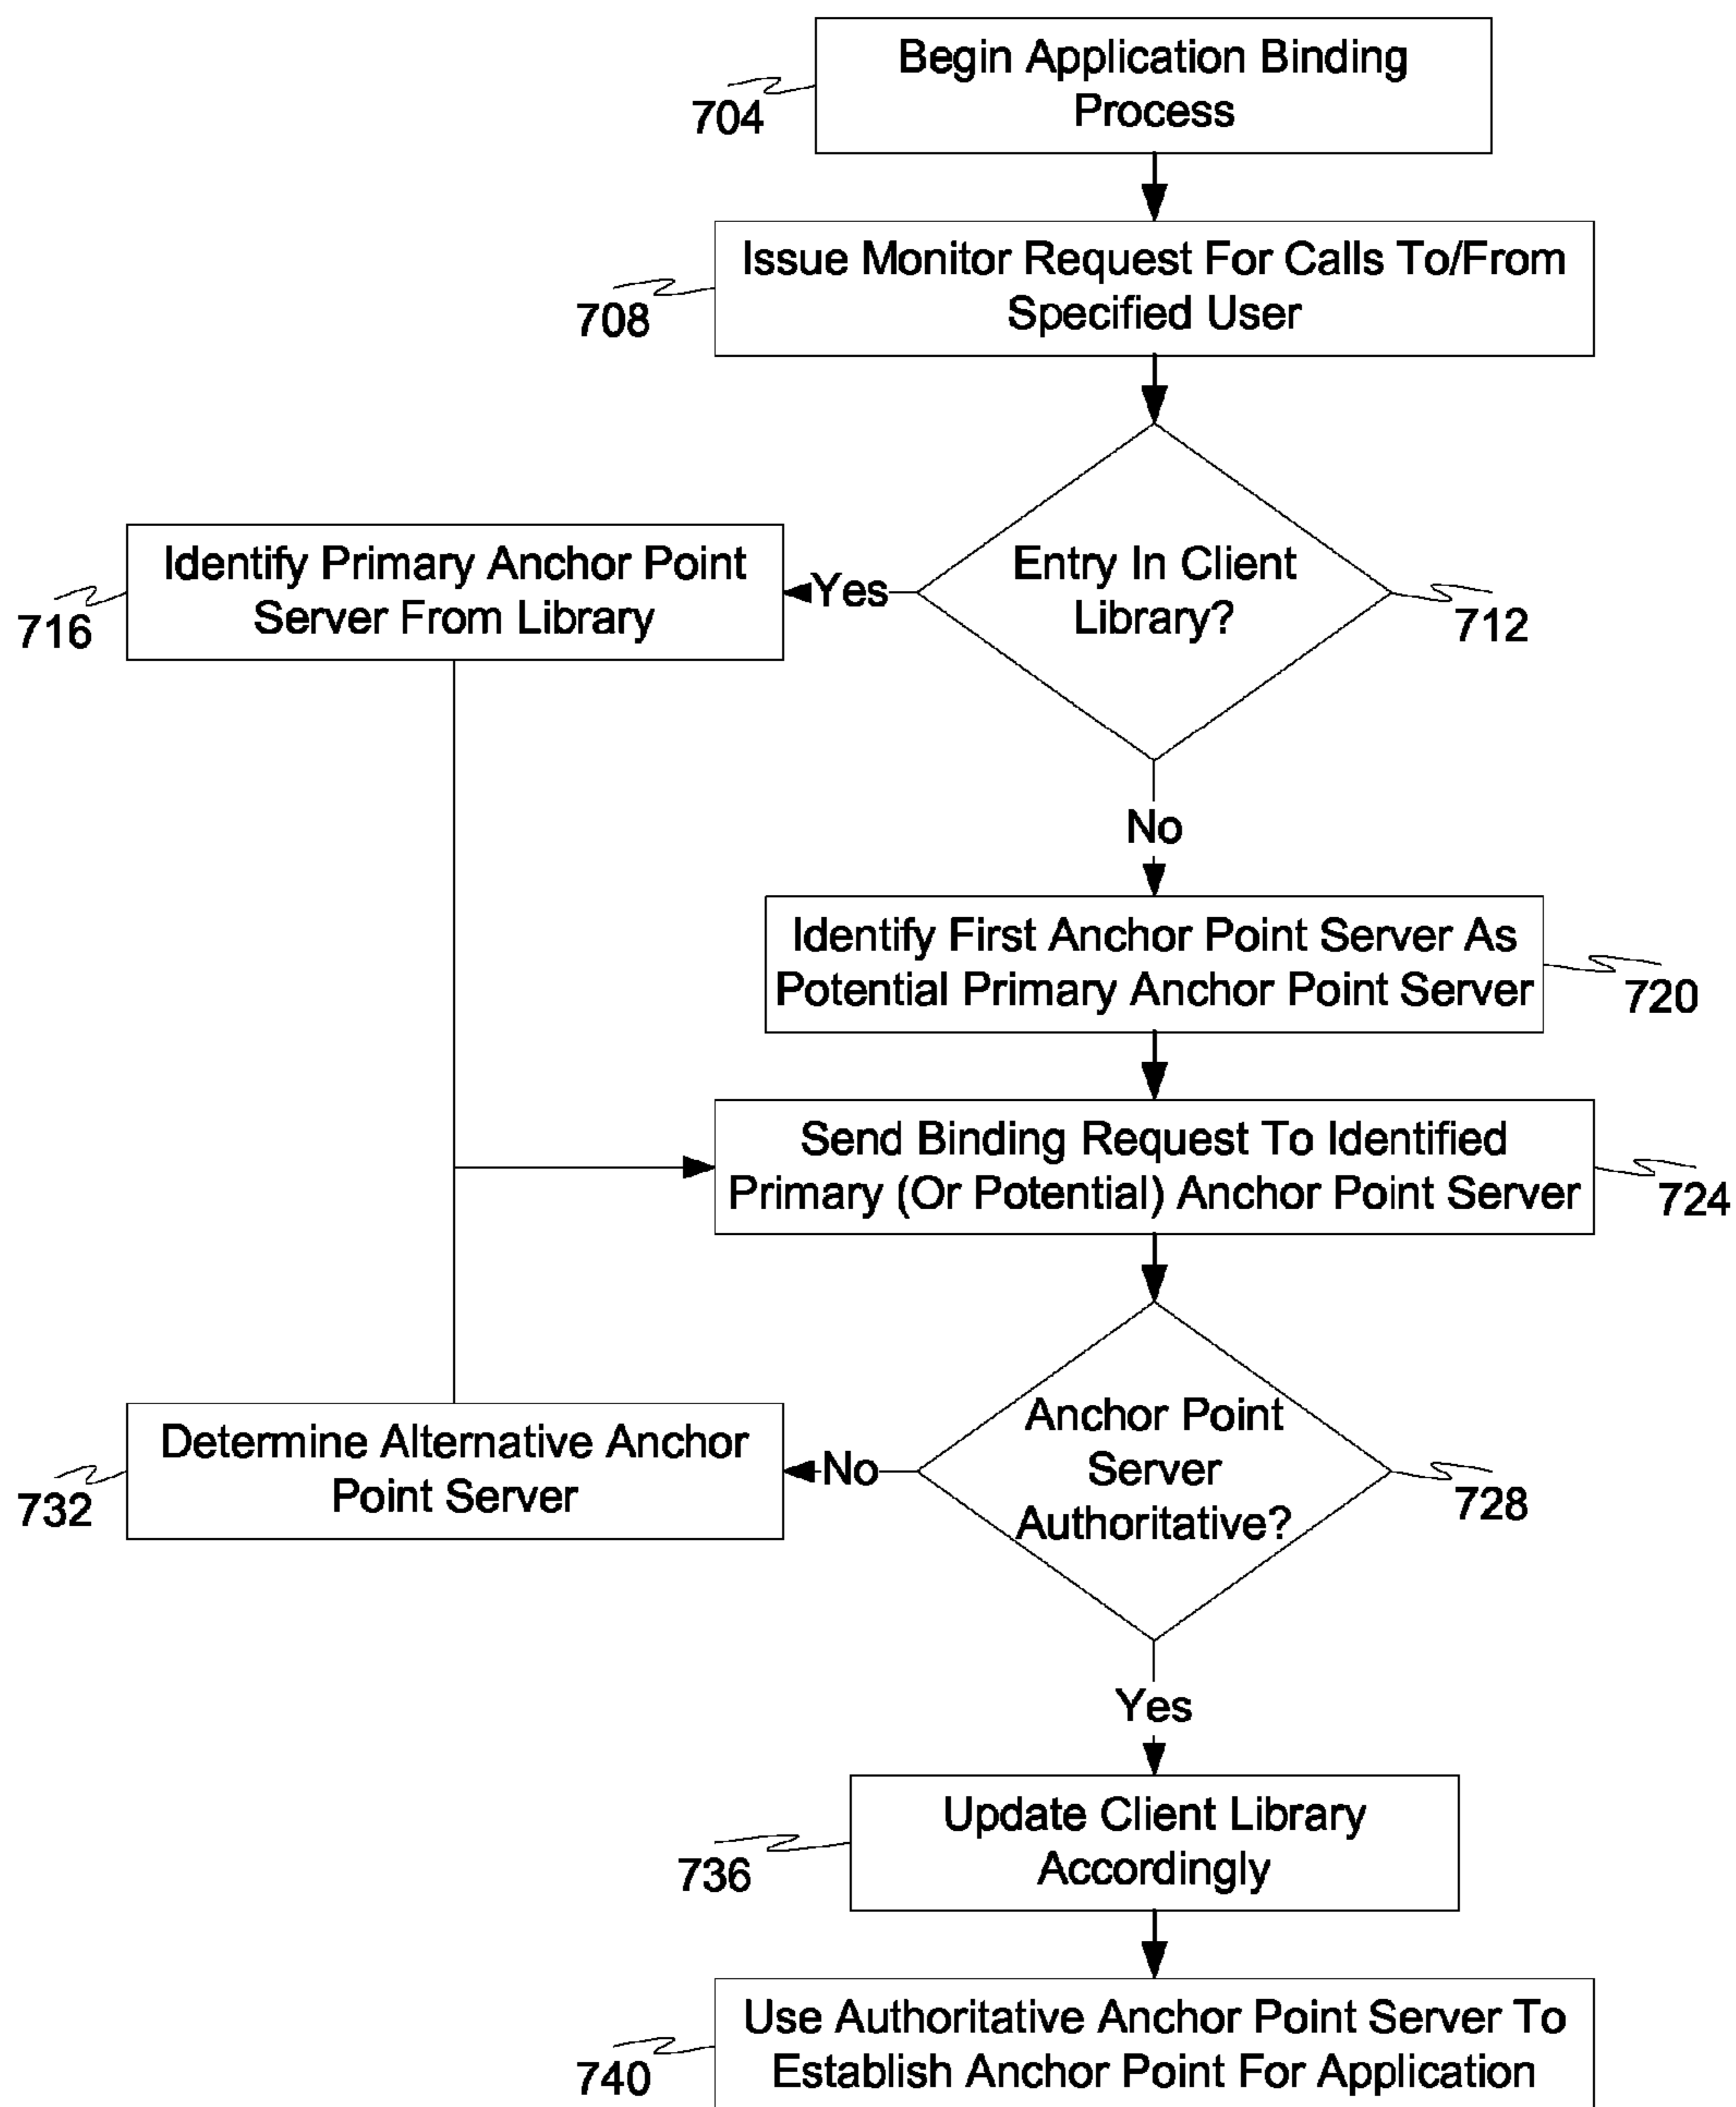 Begin Application Binding
Process
704
Issue Monitor Request For Calls To/From
Specified User
708
Entry In Client
Library?
712
Yes
Identify Primary Anchor Point
Server From Library
716
No
Identify First Anchor Point Server As
Potential Primary Anchor Point Server
720
Send Binding Request To Identified
Primary (Or Potential) Anchor Point Server
724
Anchor Point
Server
Authoritative?
728
No
Determine Alternative Anchor
Point Server
732
Yes
Update Client Library
Accordingly
736
Use Authoritative Anchor Point Server To
Establish Anchor Point For Application
740